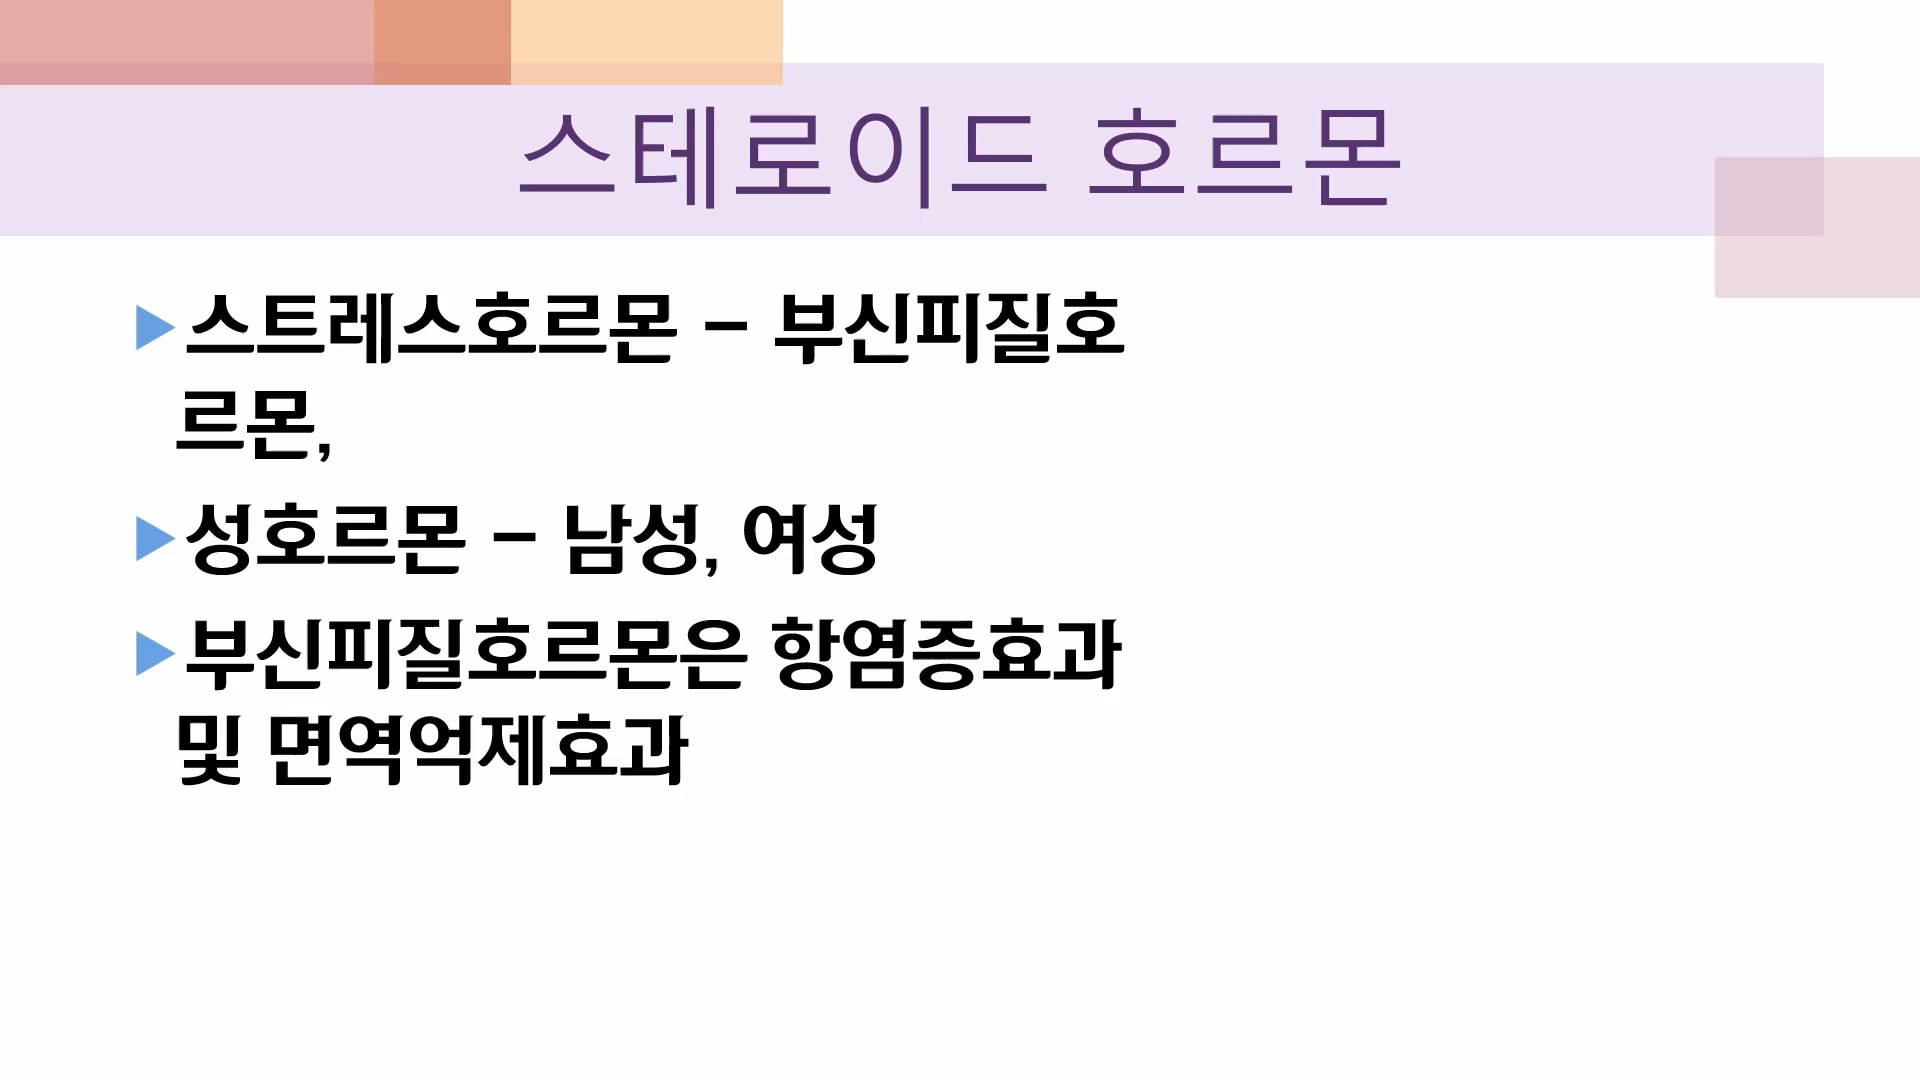 스테로이드 호르몬
▶스트레스호르몬 – 부신피질호
르몬,
▶성호르몬 – 남성, 여성
▶부신피질호르몬은 항염증효과
및 면역억제효과